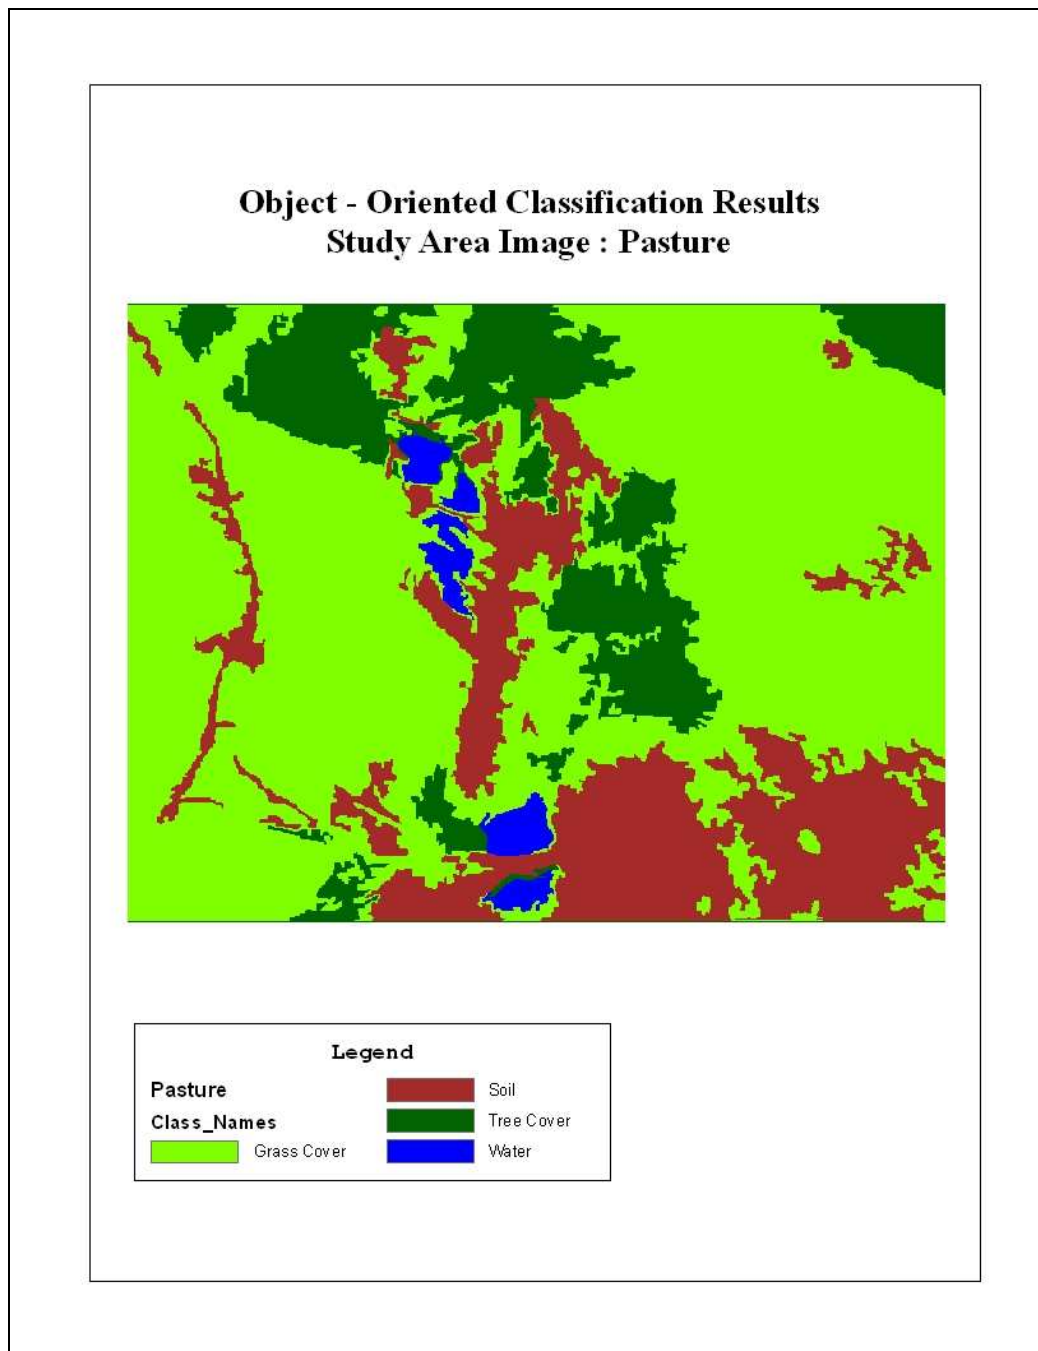 Object - Oriented Classification Results
Study Area Image : Pasture
Legend
Pasture
Class_Names
Grass Cover
Soil
Tree Cover
Water